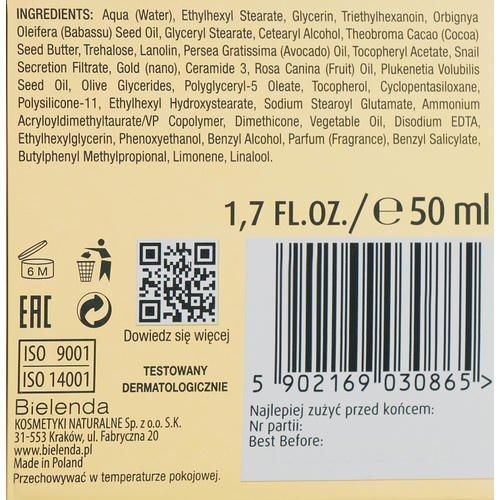 INGREDIENTS: Aqua (Water), Ethylhexyl Stearate, Glycerin, Triethylhexanoin, Orbignya
Oleifera (Babassu) Seed Oil, Glyceryl Stearate, Cetearyl Alcohol, Theobroma Cacao (Cocoa)
Seed Butter, Trehalose, Lanolin, Persea Gratissima (Avocado) Oil, Tocopheryl Acetate, Snail
Secretion Filtrate, Gold (nano), Ceramide 3, Rosa Canina (Fruit) Oil, Plukenetia Volubilis
Seed Oil, Olive Glycerides, Polyglyceryl-5 Oleate, Tocopherol, Cyclopentasiloxane,
Polysilicone-11, Ethylhexyl Hydroxystearate, Sodium Stearoyl Glutamate, Ammonium
Acryloyldimethyltaurate/VP Copolymer, Dimethicone, Vegetable Oil, Disodium EDTA,
Ethylhexylglycerin, Phenoxyethanol, Benzyl Alcohol, Parfum (Fragrance), Benzyl Salicylate,
Butylphenyl Methylpropional, Limonene, Linalool.
1,7 FL.OZ./℮50 ml
6 M
EAC
Dowiedz się więcej
ISO 9001
ISO 14001
TESTOWANY
DERMATOLOGICZNIE
5 902169 030865>
Bielenda
KOSMETYKI NATURALNE Sp. z o.o. S.K.
31-553 Kraków, ul. Fabryczna 20
www.bielenda.pl
Made in Poland
Przechowywać w temperaturze pokojowej.
Najlepiej zużyć przed końcem:
Nr partii:
Best Before: